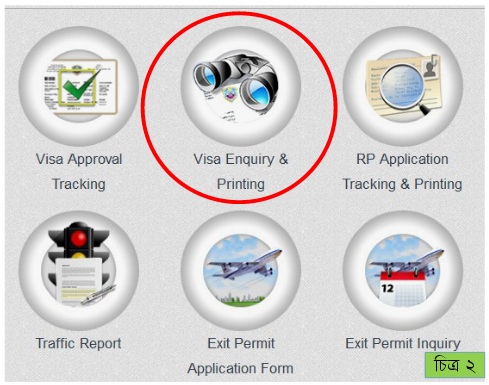 Visa Approval
Tracking
Visa Enquiry &
Printing
RP Application
Tracking & Printing
Traffic Report
Exit Permit
Application Form
12
Exit Permit Inquiry
চিত্র ২